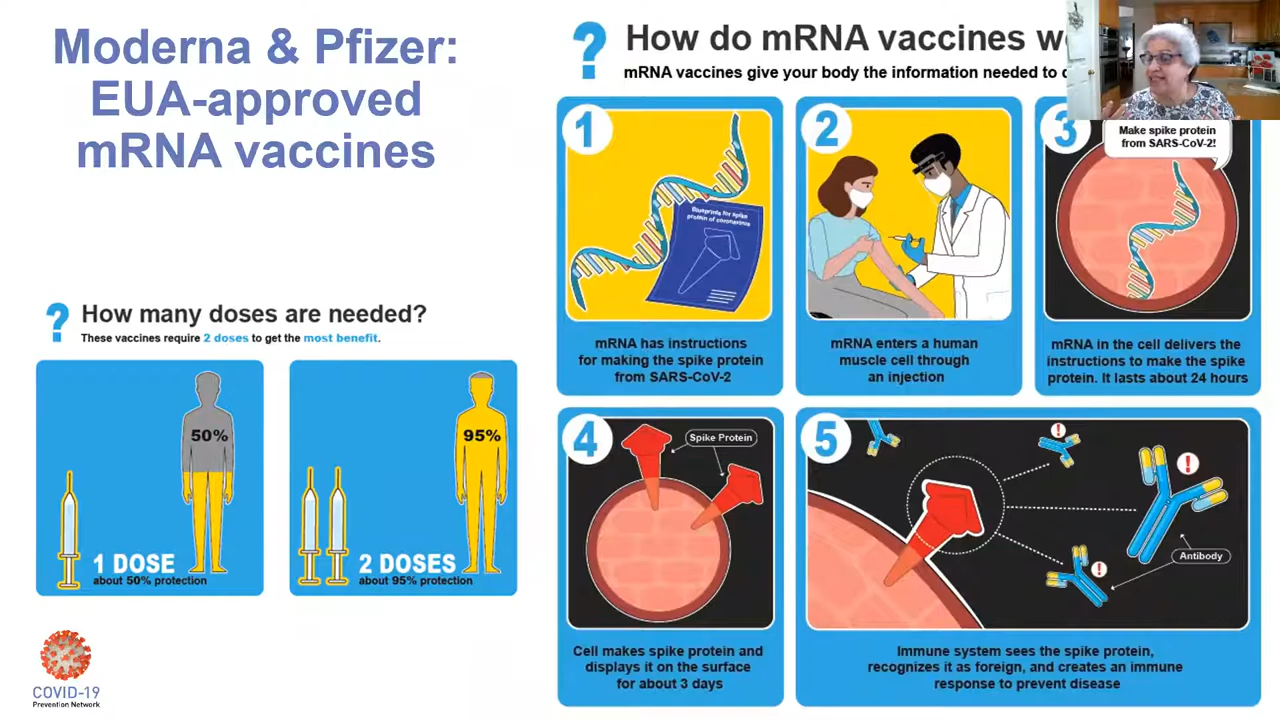 Moderna & Pfizer:
EUA-approved
mRNA vaccines
? How many doses are needed?
These vaccines require 2 doses to get the most benefit.
50%
1 DOSE
about 50% protection
95%
2 DOSES
about 95% protection
COVID-19
Prevention Network
? How do mRNA vaccines
mRNA vaccines give your body the information needed to
1
Blueprints for spike
protein of coronavirus
mRNA has instructions
for making the spike protein
from SARS-CoV-2
2
mRNA enters a human
muscle cell through
an injection
3
Make spike protein
from SARS-CoV-2!
mRNA in the cell delivers the
instructions to make the spike
protein. It lasts about 24 hours
4
Spike Protein
Cell makes spike protein and
displays it on the surface
for about 3 days
5
!
!
!
Antibody
Immune system sees the spike protein,
recognizes it as foreign, and creates an immune
response to prevent disease